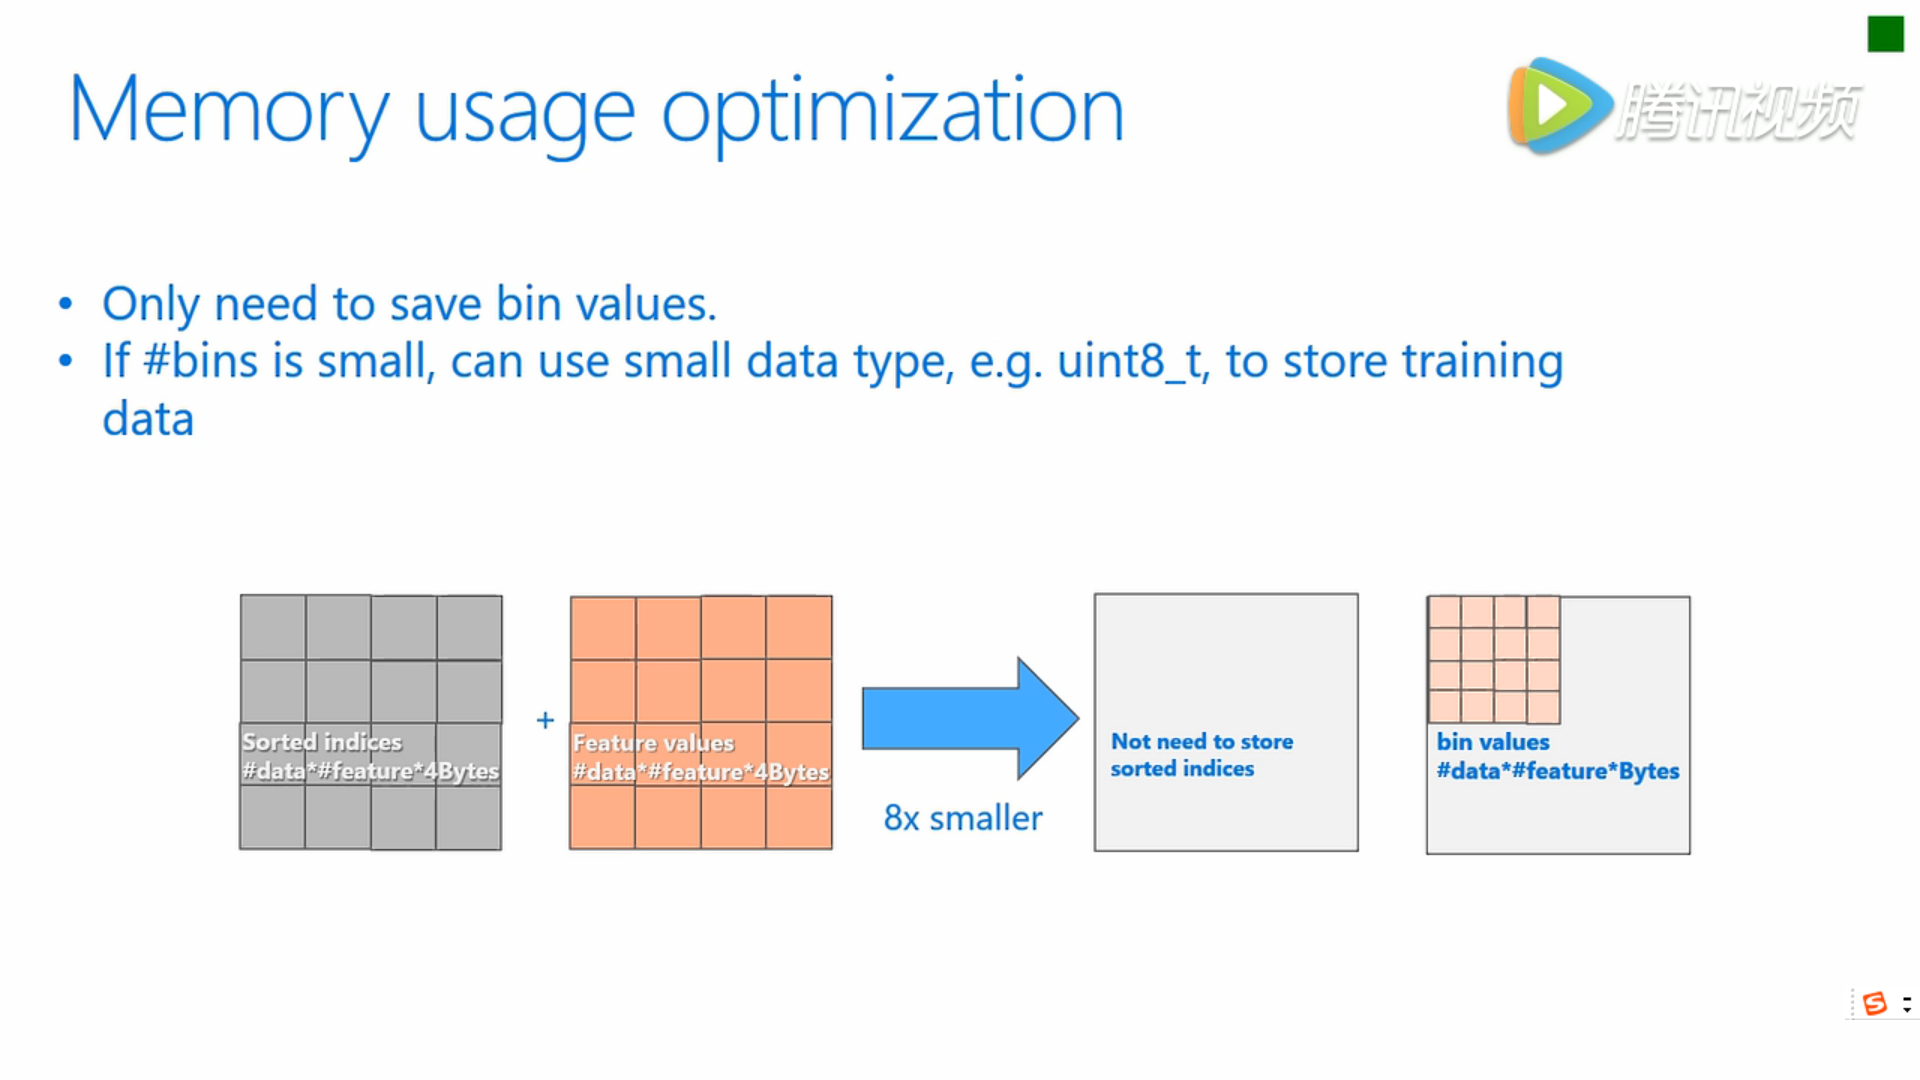 Memory usage optimization
腾讯视频
• Only need to save bin values.
• If #bins is small, can use small data type, e.g. uint8_t, to store training
data
Sorted indices
#data*#feature*4Bytes
+
Feature values
#data*#feature*4Bytes
8x smaller
Not need to store
sorted indices
bin values
#data*#feature*Bytes
S